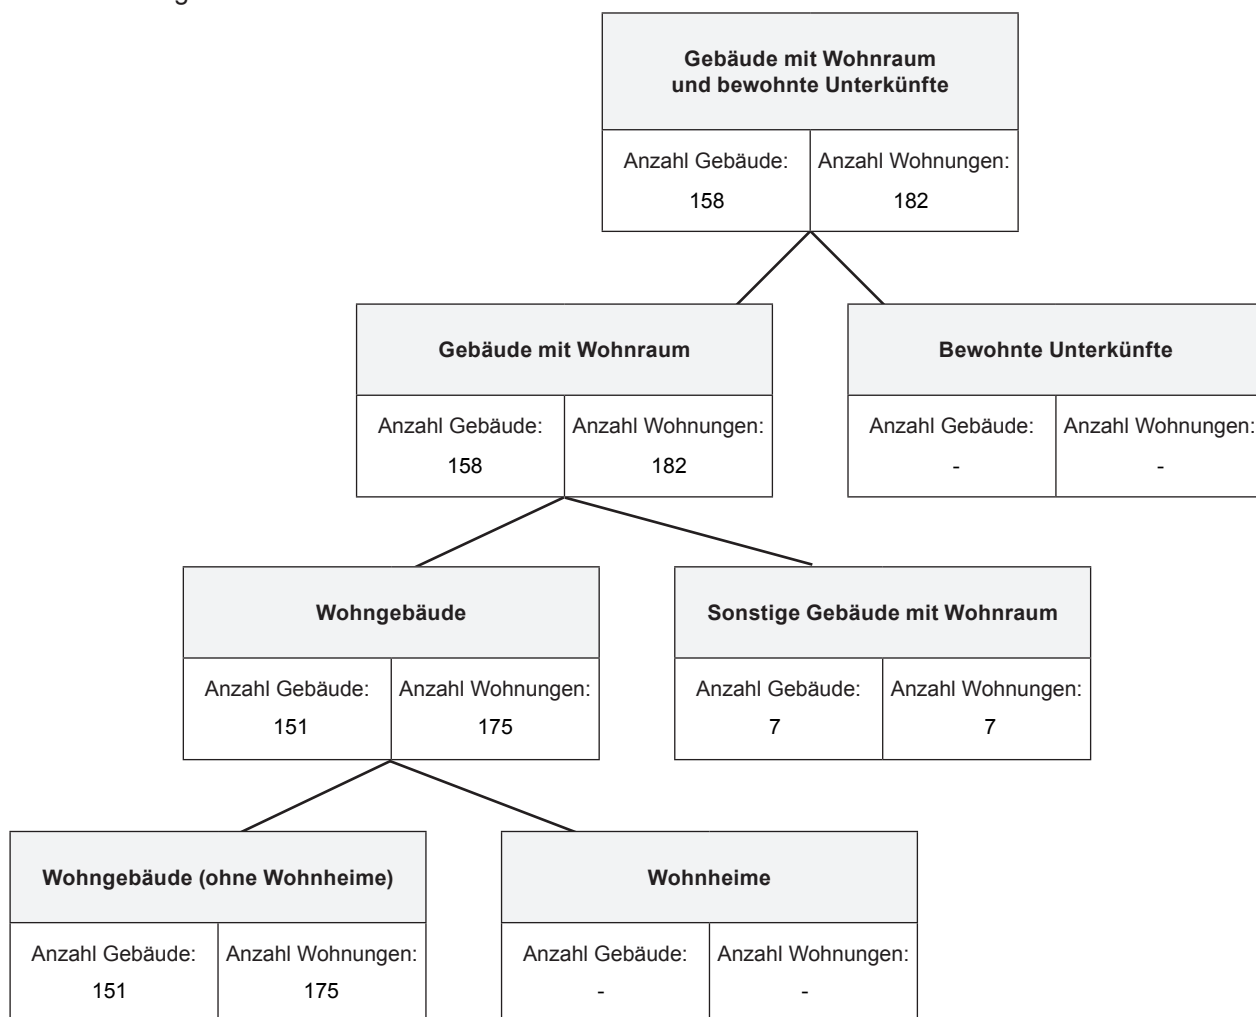 Gebäude mit Wohnraum
und bewohnte Unterkünfte
Anzahl Gebäude: Anzahl Wohnungen:
158 182
Gebäude mit Wohnraum Bewohnte Unterkünfte
Anzahl Gebäude: Anzahl Wohnungen: Anzahl Gebäude: Anzahl Wohnungen:
158 182 - -
Wohngebäude Sonstige Gebäude mit Wohnraum
Anzahl Gebäude: Anzahl Wohnungen: Anzahl Gebäude: Anzahl Wohnungen:
151 175 7 7
Wohngebäude (ohne Wohnheime) Wohnheime
Anzahl Gebäude: Anzahl Wohnungen: Anzahl Gebäude: Anzahl Wohnungen:
151 175 - -